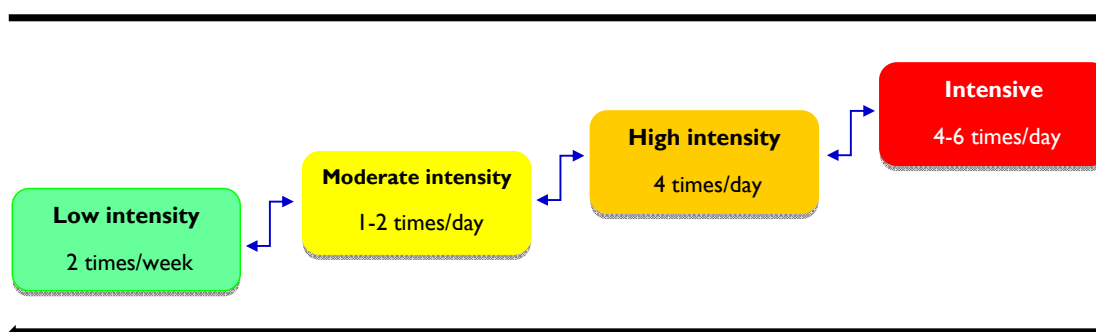 Low intensity
2 times/week
Moderate intensity
1-2 times/day
High intensity
4 times/day
Intensive
4-6 times/day